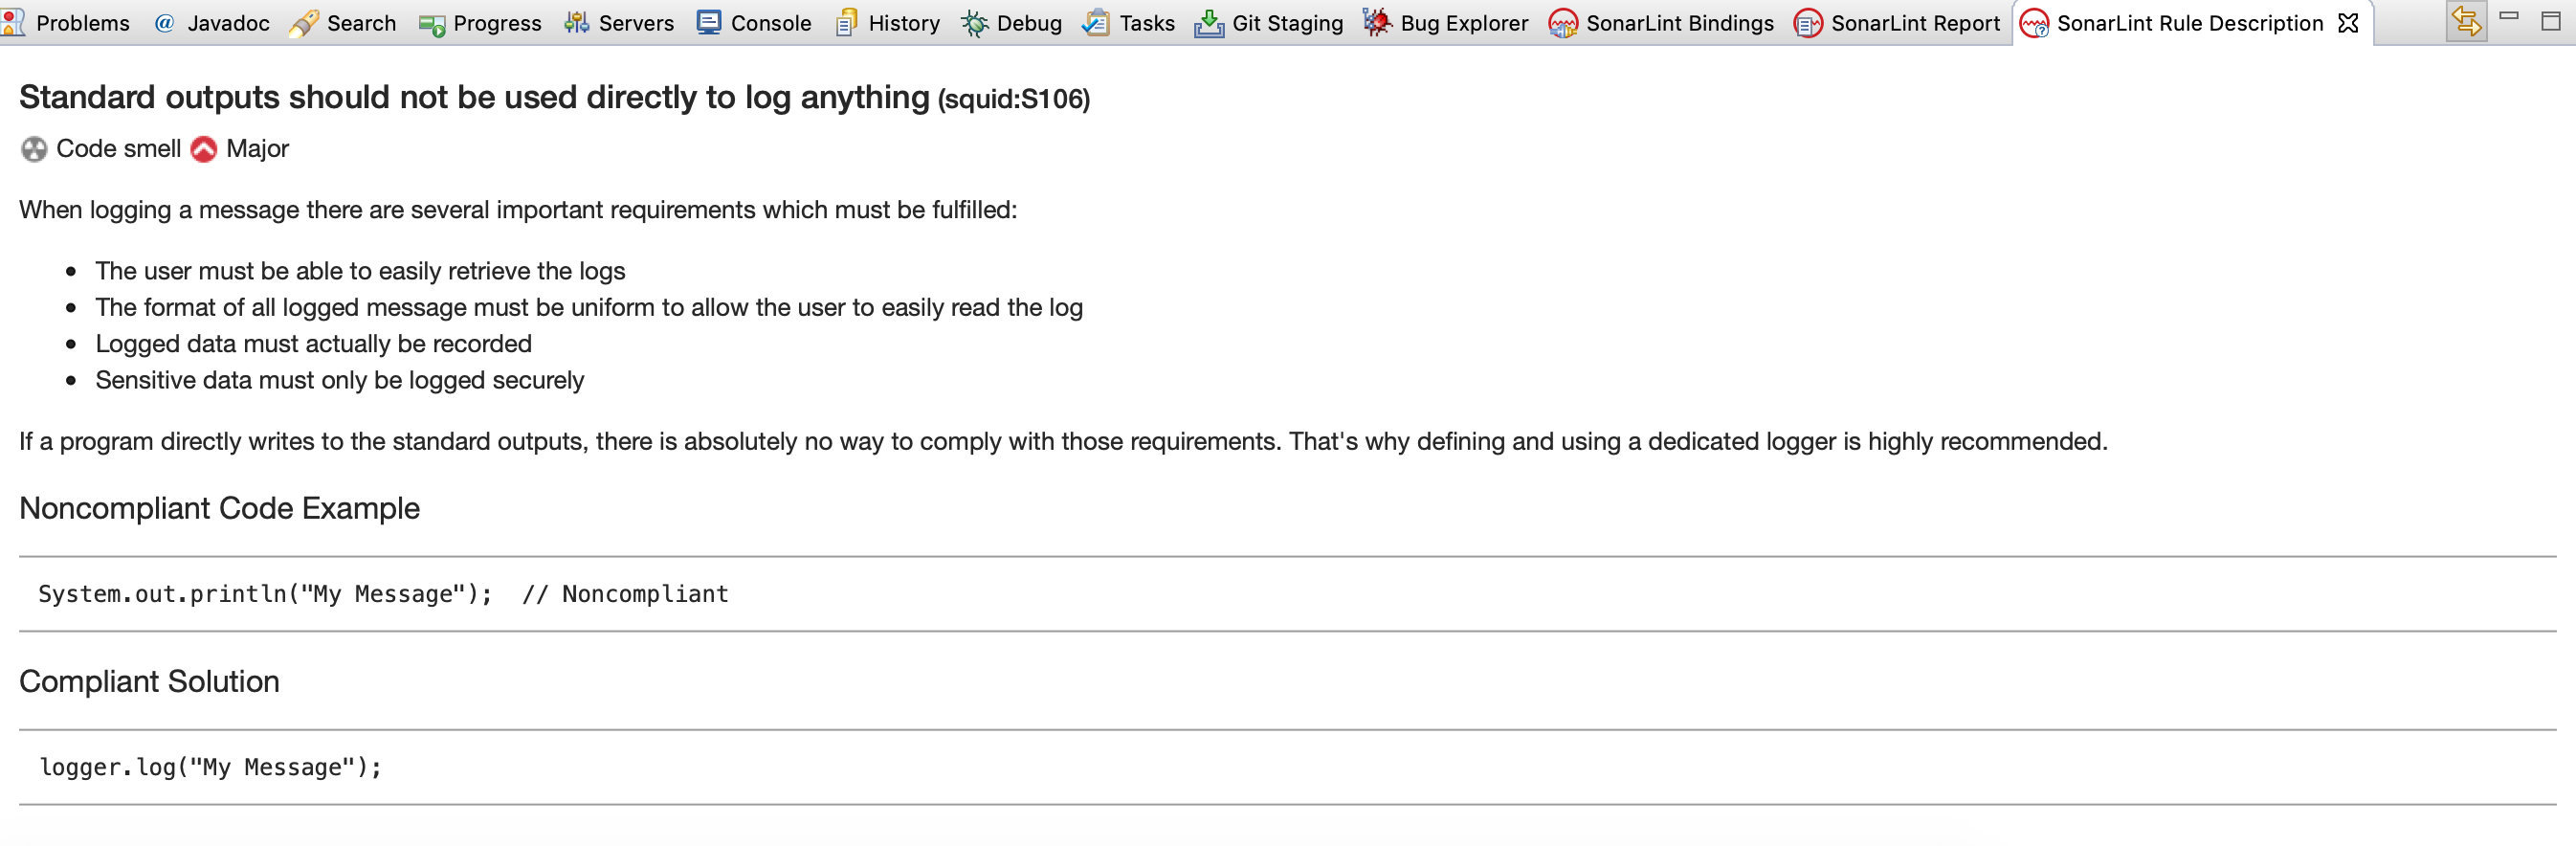 Problems @ Javadoc Search Progress Servers Console History Debug Tasks Git Staging Bug Explorer SonarLint Bindings SonarLint Report SonarLint Rule Description
Standard outputs should not be used directly to log anything (squid:S106)
Code smell Major
When logging a message there are several important requirements which must be fulfilled:
• The user must be able to easily retrieve the logs
• The format of all logged message must be uniform to allow the user to easily read the log
• Logged data must actually be recorded
• Sensitive data must only be logged securely
If a program directly writes to the standard outputs, there is absolutely no way to comply with those requirements. That's why defining and using a dedicated logger is highly recommended.
Noncompliant Code Example
System.out.println("My Message");  // Noncompliant
Compliant Solution
logger.log("My Message");